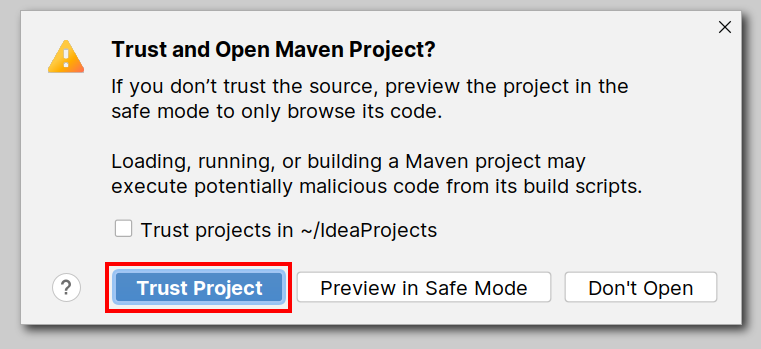 Trust and Open Maven Project?
If you don’t trust the source, preview the project in the
safe mode to only browse its code.
Loading, running, or building a Maven project may
execute potentially malicious code from its build scripts.
Trust projects in ~/IdeaProjects
?
Trust Project
Preview in Safe Mode
Don't Open